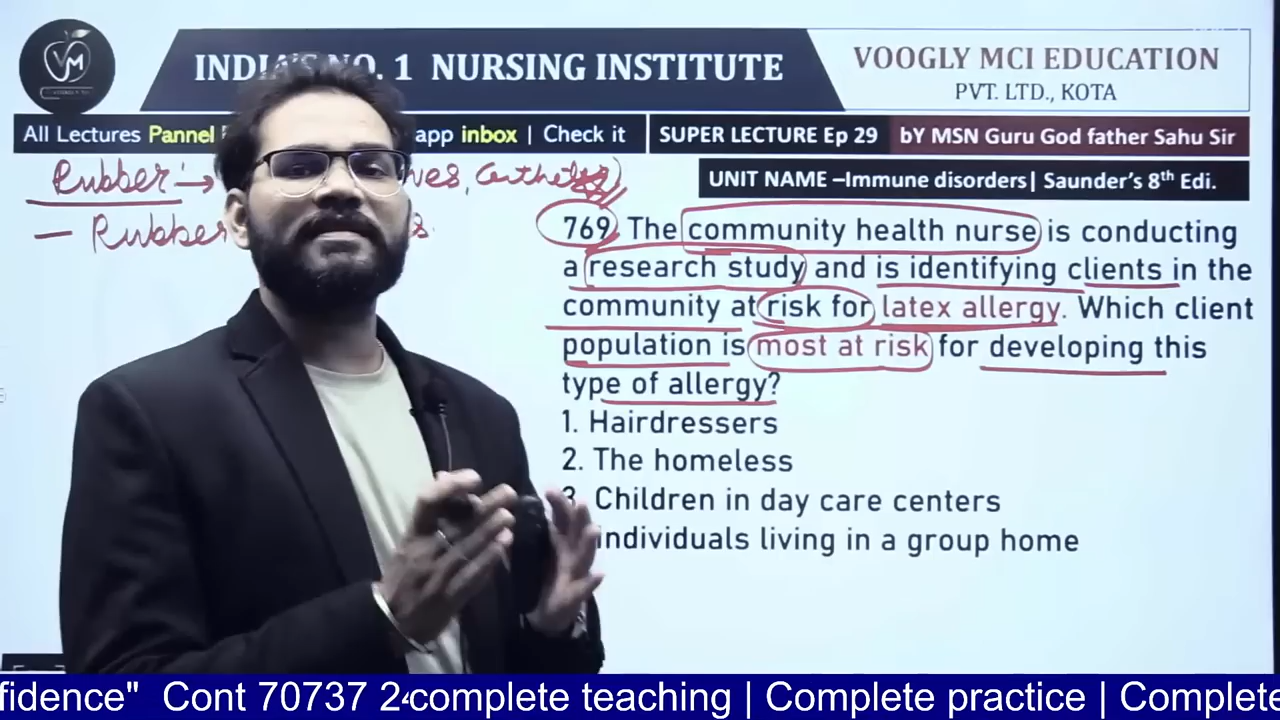 VM
INDIA'S NO. 1 NURSING INSTITUTE
VOOGLY MCI EDUCATION
PVT. LTD., KOTA
All Lectures Pannel app inbox | Check it
SUPER LECTURE Ep 29 bY MSN Guru God father Sahu Sir
UNIT NAME –Immune disorders| Saunder's 8th Edi.
Rubber →
— Rubber
769. The community health nurse is conducting
a research study and is identifying clients in the
community at risk for latex allergy. Which client
population is most at risk for developing this
type of allergy?
1. Hairdressers
2. The homeless
3. Children in day care centers
individuals living in a group home
fidence" Cont 70737 24 complete teaching | Complete practice | Complete